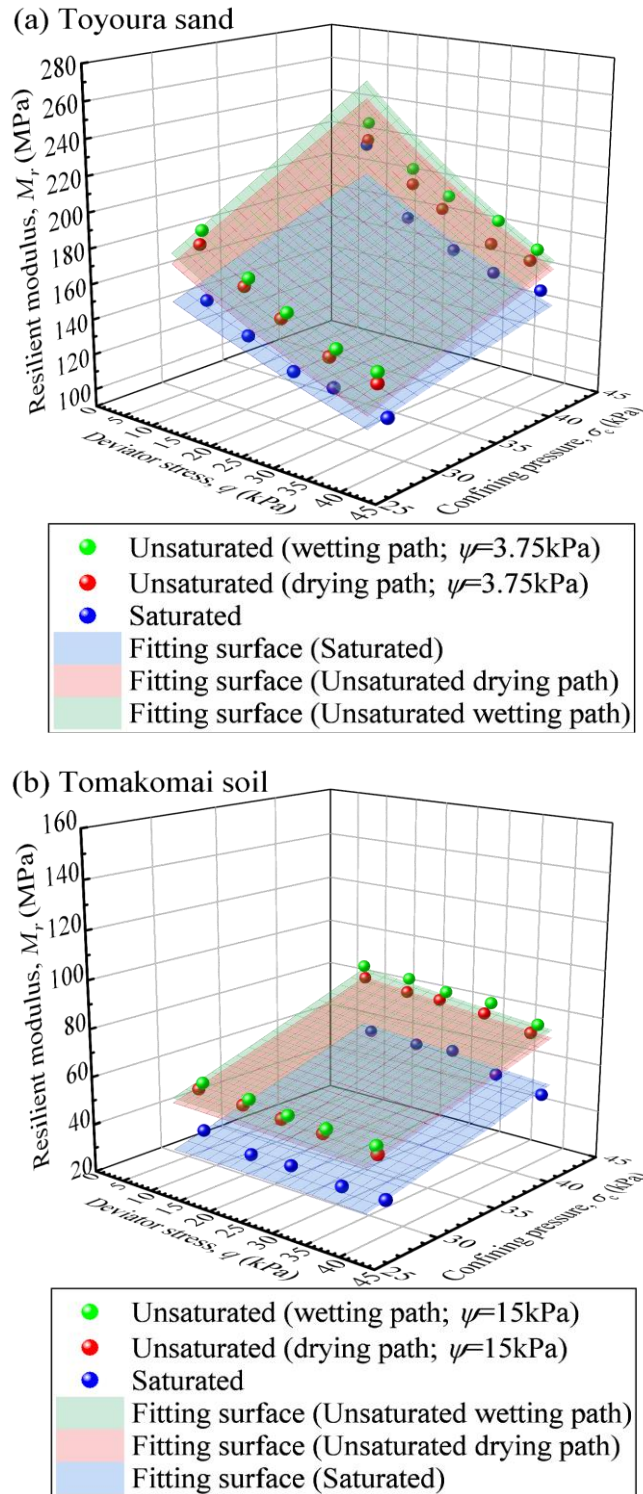 (a) Toyoura sand
280
260
240
220
200
180
160
140
120
100
Resilient modulus, M_r (MPa)
0
5
10
15
20
25
30
35
40
45
Deviator stress, q (kPa)
25
30
35
40
45
Confining pressure, σ_c (kPa)
Unsaturated (wetting path; ψ=3.75kPa)
Unsaturated (drying path; ψ=3.75kPa)
Saturated
Fitting surface (Saturated)
Fitting surface (Unsaturated drying path)
Fitting surface (Unsaturated wetting path)
(b) Tomakomai soil
160
140
120
100
80
60
40
20
Resilient modulus, M_r (MPa)
0
5
10
15
20
25
30
35
40
45
Deviator stress, q (kPa)
25
30
35
40
45
Confining pressure, σ_c (kPa)
Unsaturated (wetting path; ψ=15kPa)
Unsaturated (drying path; ψ=15kPa)
Saturated
Fitting surface (Unsaturated wetting path)
Fitting surface (Unsaturated drying path)
Fitting surface (Saturated)